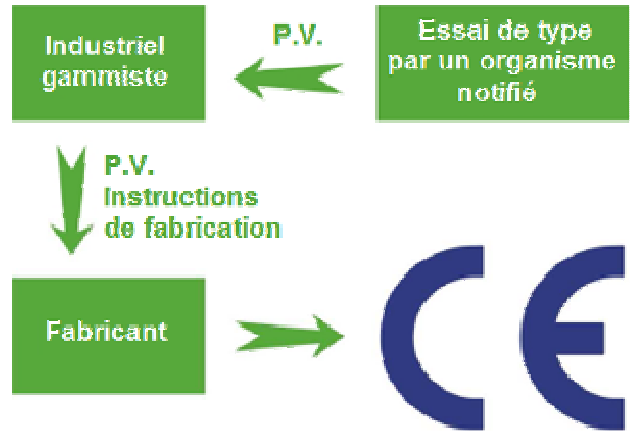 Industriel
gammiste
P.V.
Essai de type
par un organisme
notifié
P.V.
Instructions
de fabrication
Fabricant
CE